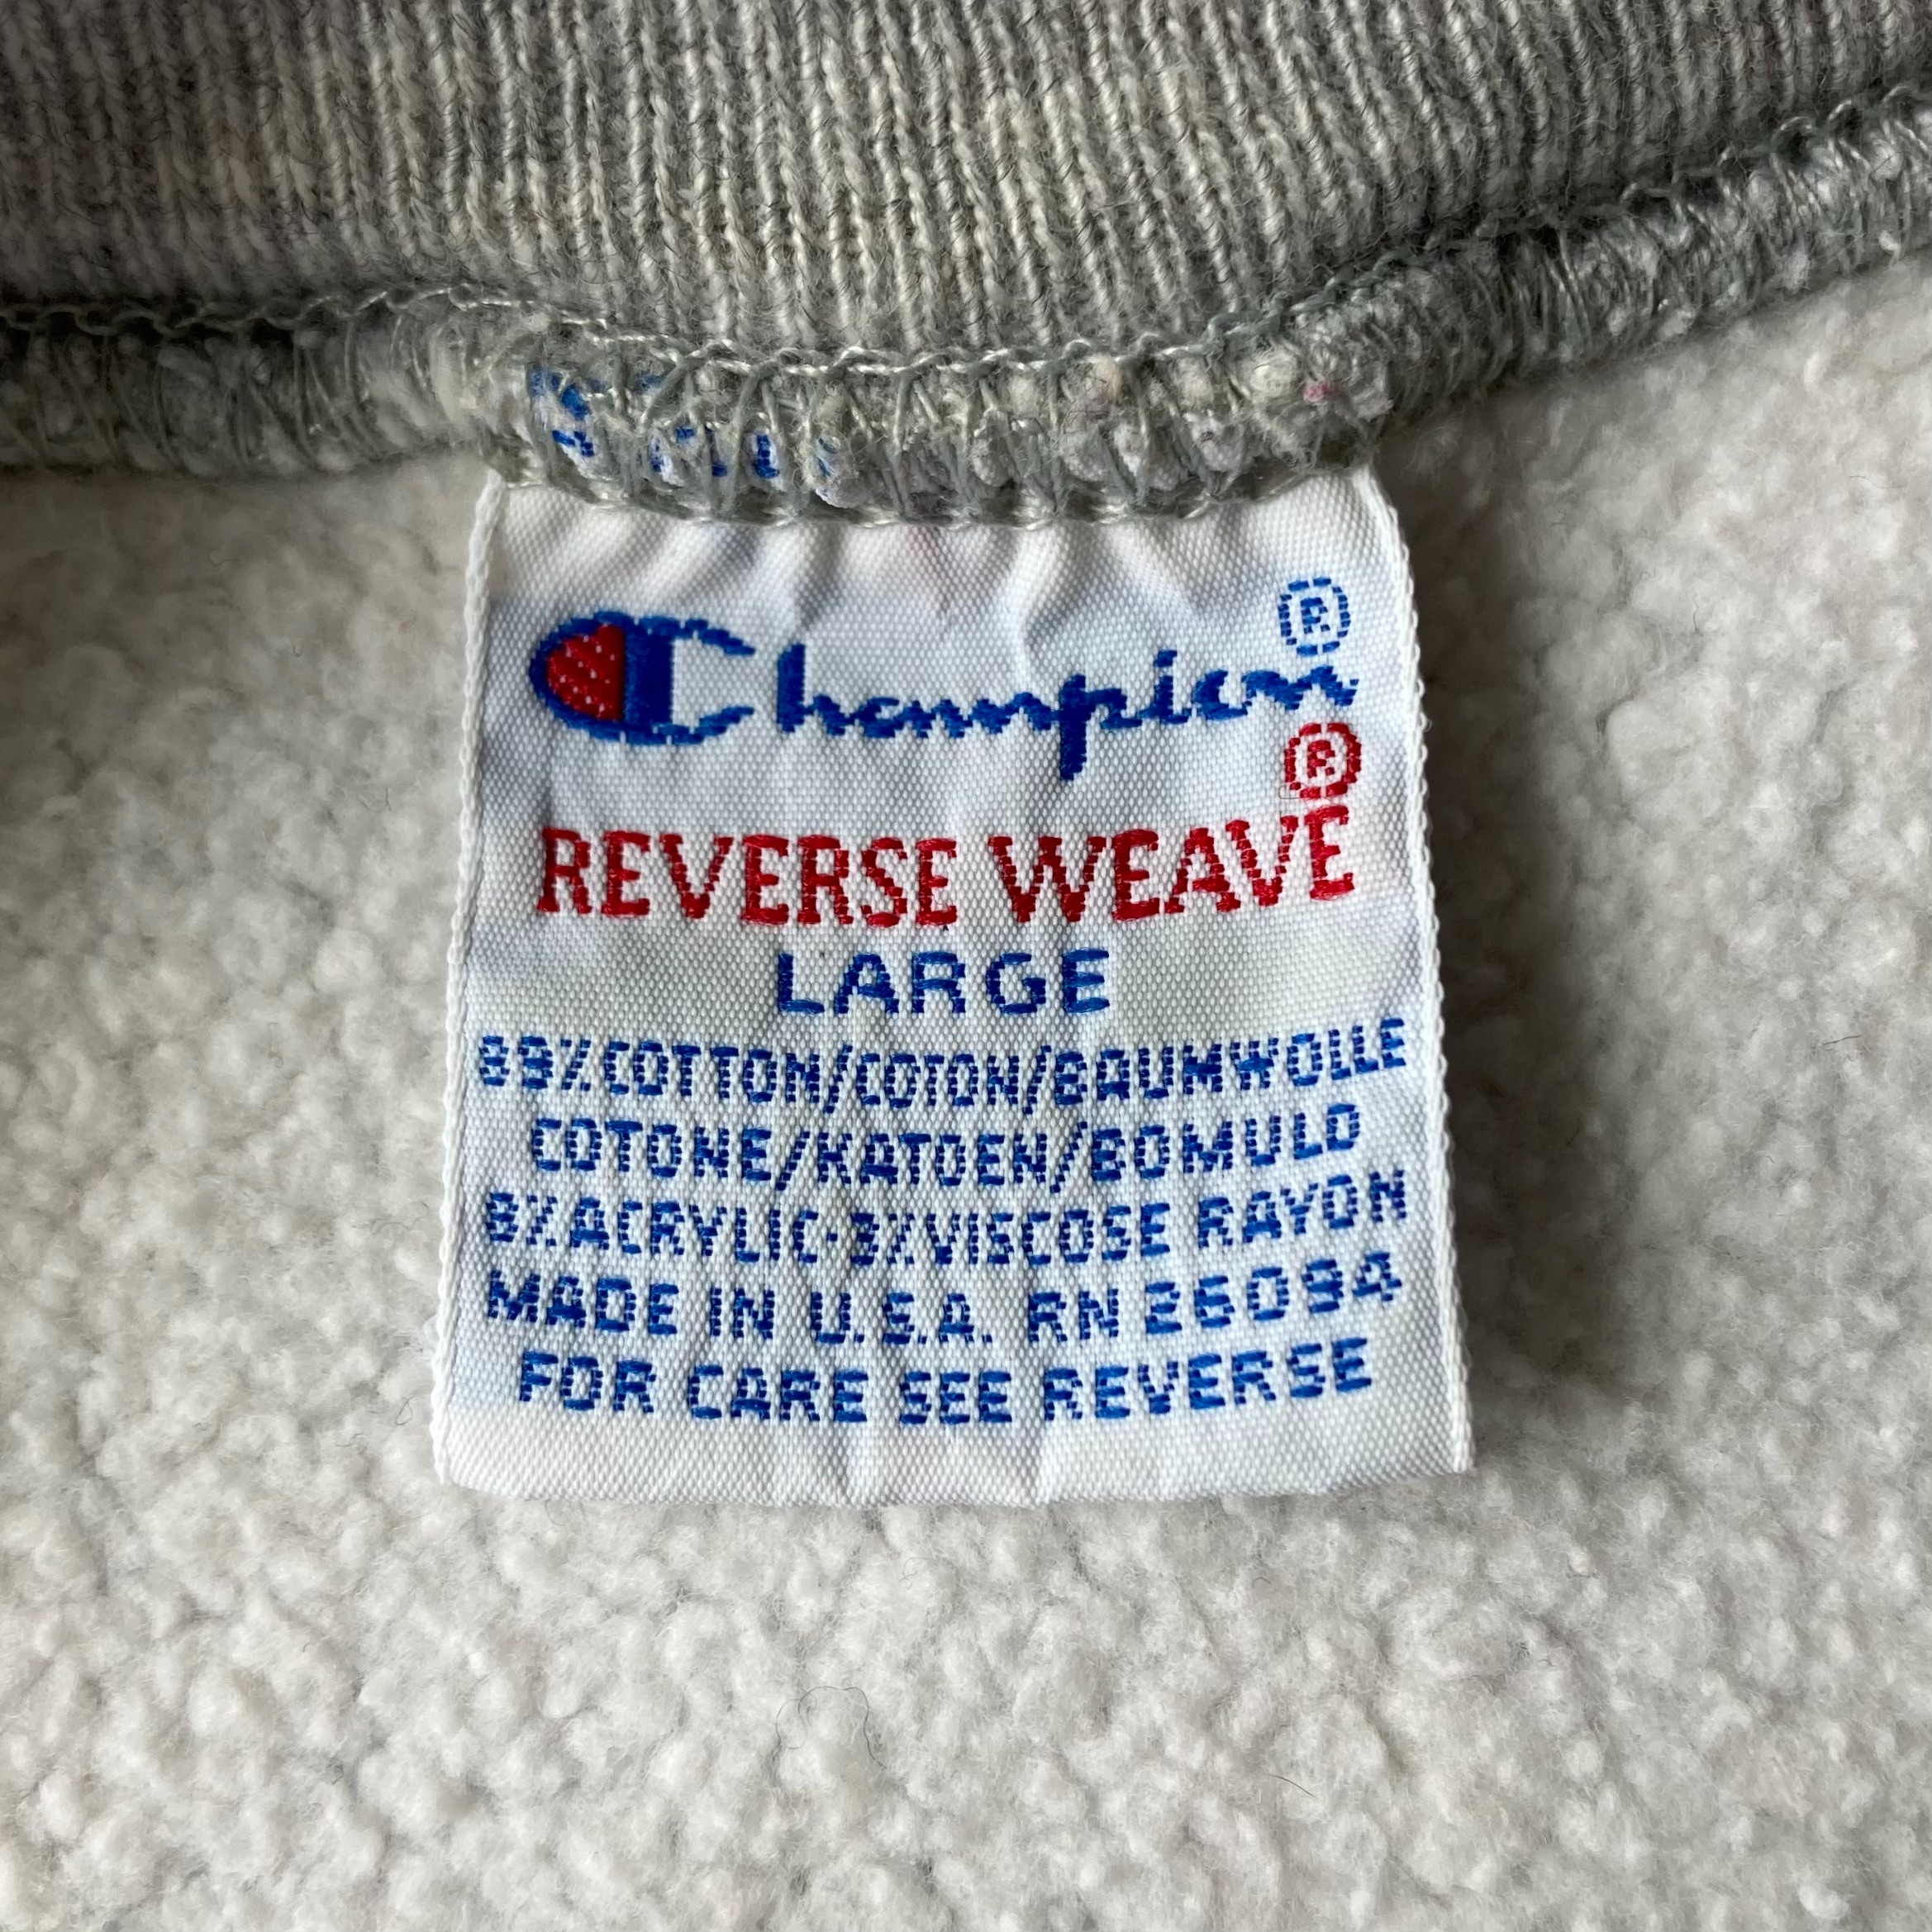 Champion®
®
REVERSE WEAVE
LARGE
89%COTTON/COTON/BAUMWOLLE
COTONE/KATOEN/BOMULD
8%ACRYLIC-3%VISCOSE RAYON
MADE IN U.S.A. RN 26094
FOR CARE SEE REVERSE